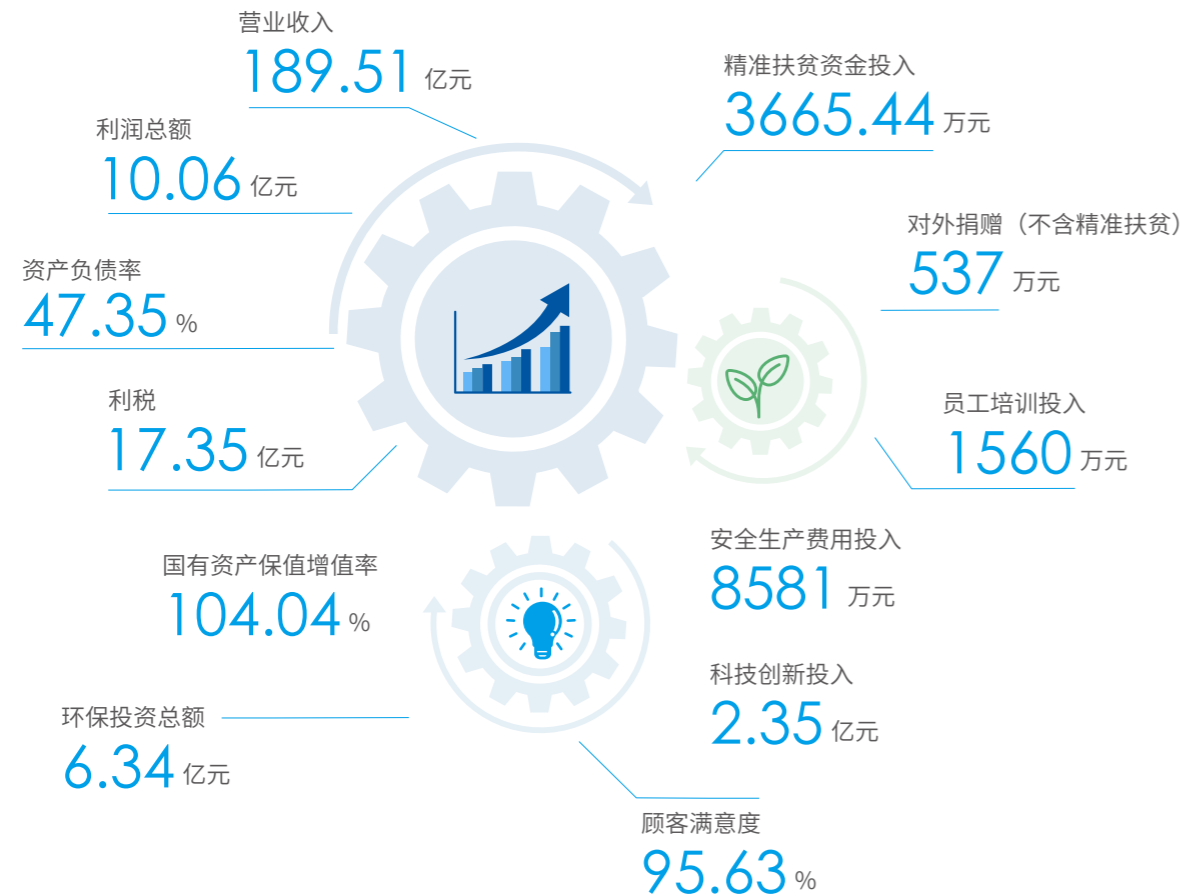 营业收入
189.51 亿元
精准扶贫资金投入
3665.44 万元
利润总额
10.06 亿元
对外捐赠（不含精准扶贫）
537 万元
资产负债率
47.35 %
利税
17.35 亿元
员工培训投入
1560 万元
国有资产保值增值率
104.04 %
安全生产费用投入
8581 万元
科技创新投入
2.35 亿元
环保投资总额
6.34 亿元
顾客满意度
95.63 %